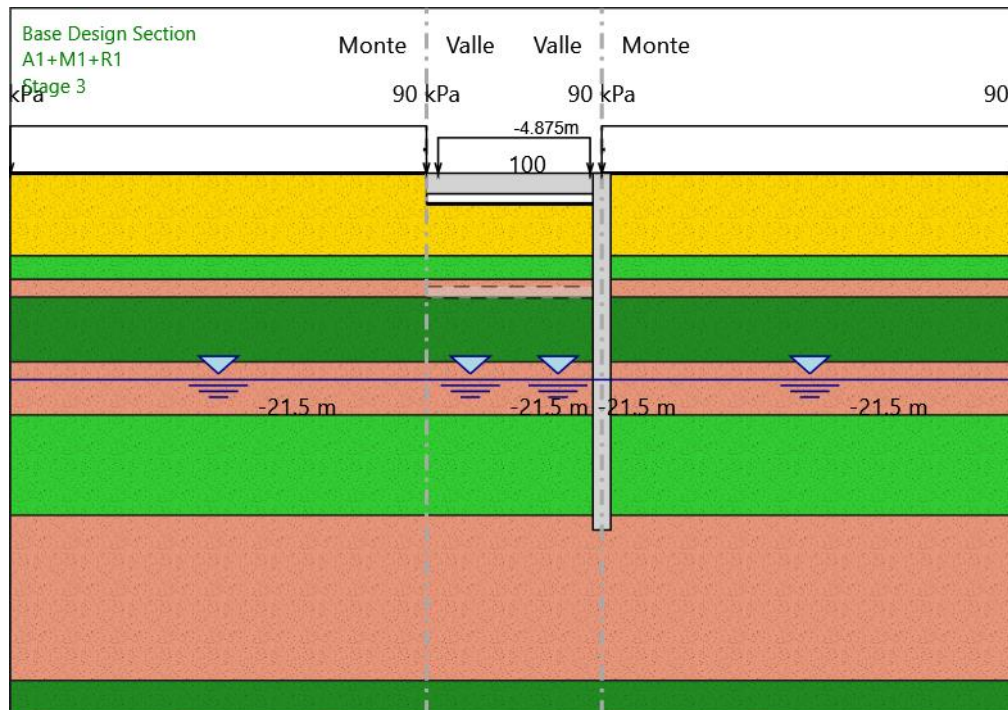 Base Design Section
A1+M1+R1
Stage 3
Monte Valle Valle Monte
kPa 90 kPa 90 kPa 90
-4.875m
100
-21.5 m -21.5 m -21.5 m -21.5 m